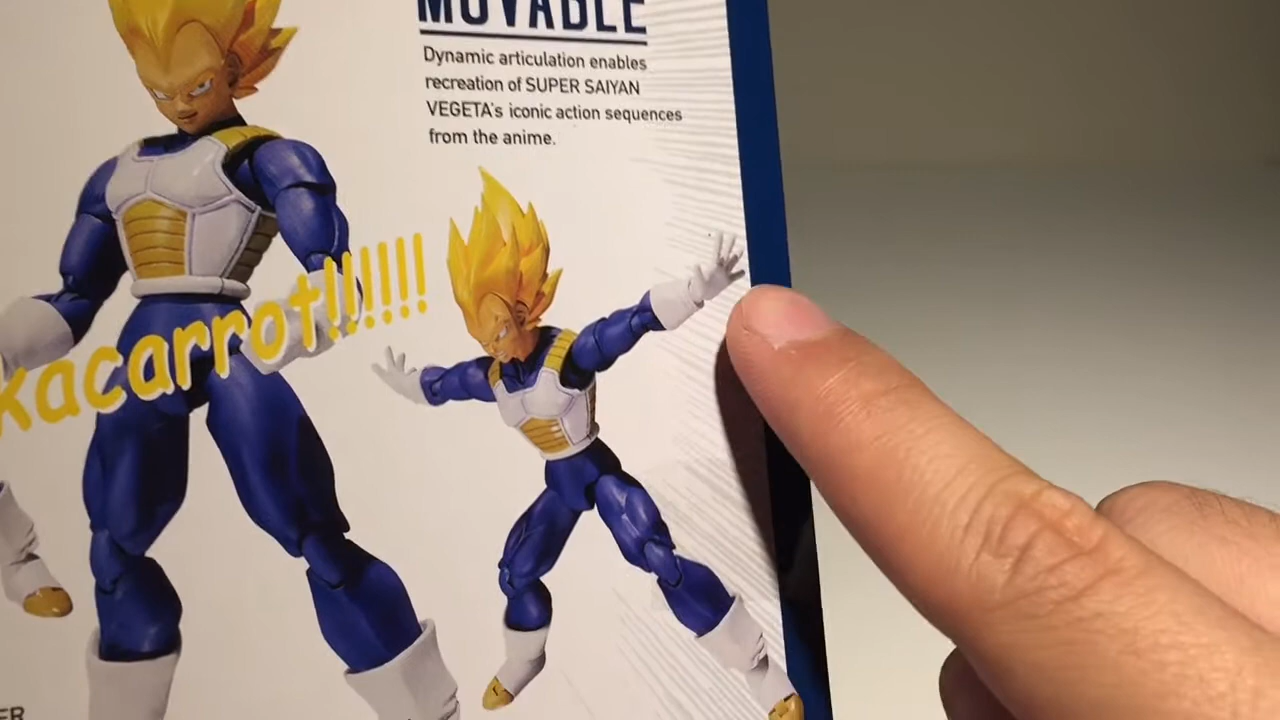 MOVABLE
Dynamic articulation enables
recreation of SUPER SAIYAN
VEGETA's iconic action sequences
from the anime.
kacarrot!!!!!!